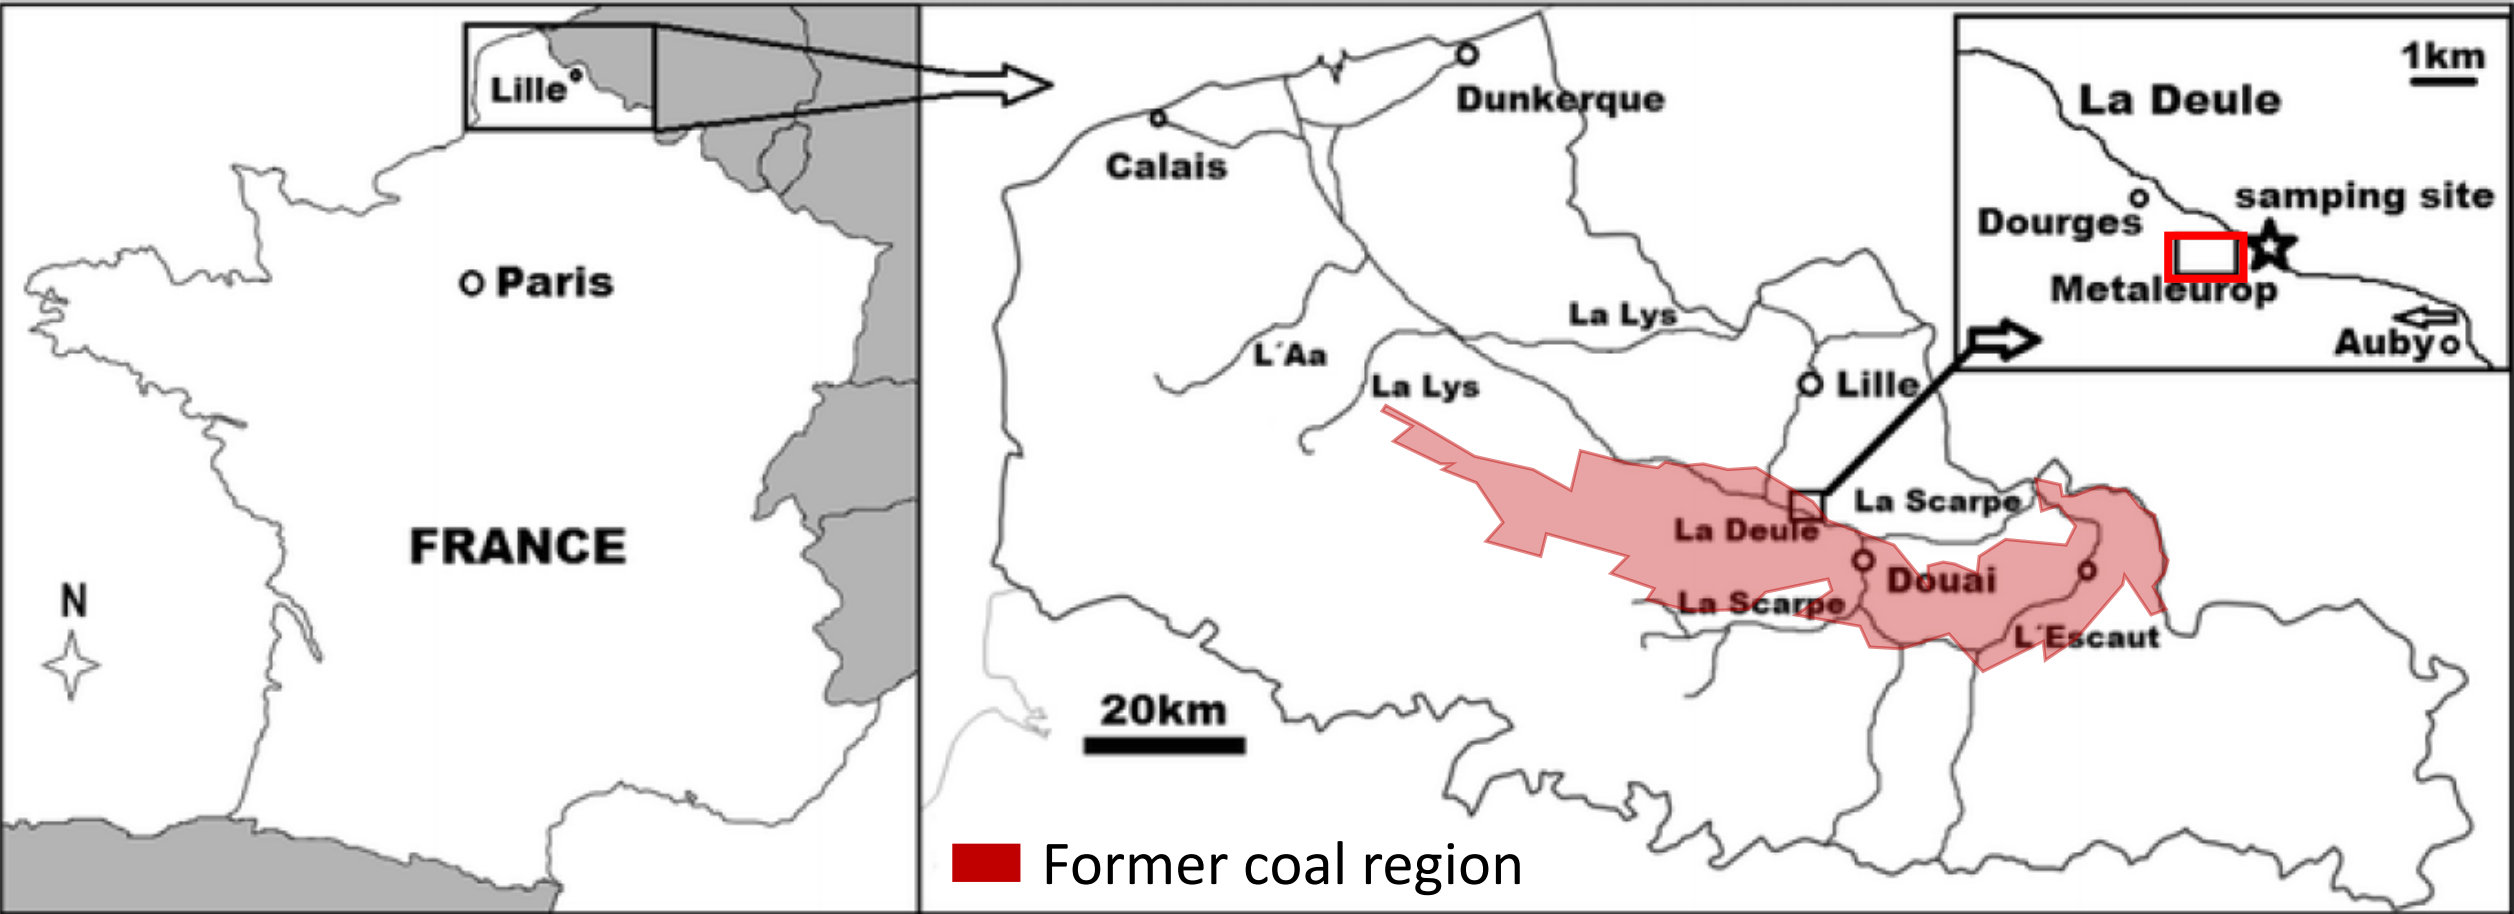 Lille
Paris
FRANCE
N
Dunkerque
Calais
La Lys
L´Aa
La Lys
Lille
La Scarpe
La Deule
Douai
La Scarpe
L´Escaut
20km
Former coal region
1km
La Deule
samping site
Dourges
Metaleurop
Auby